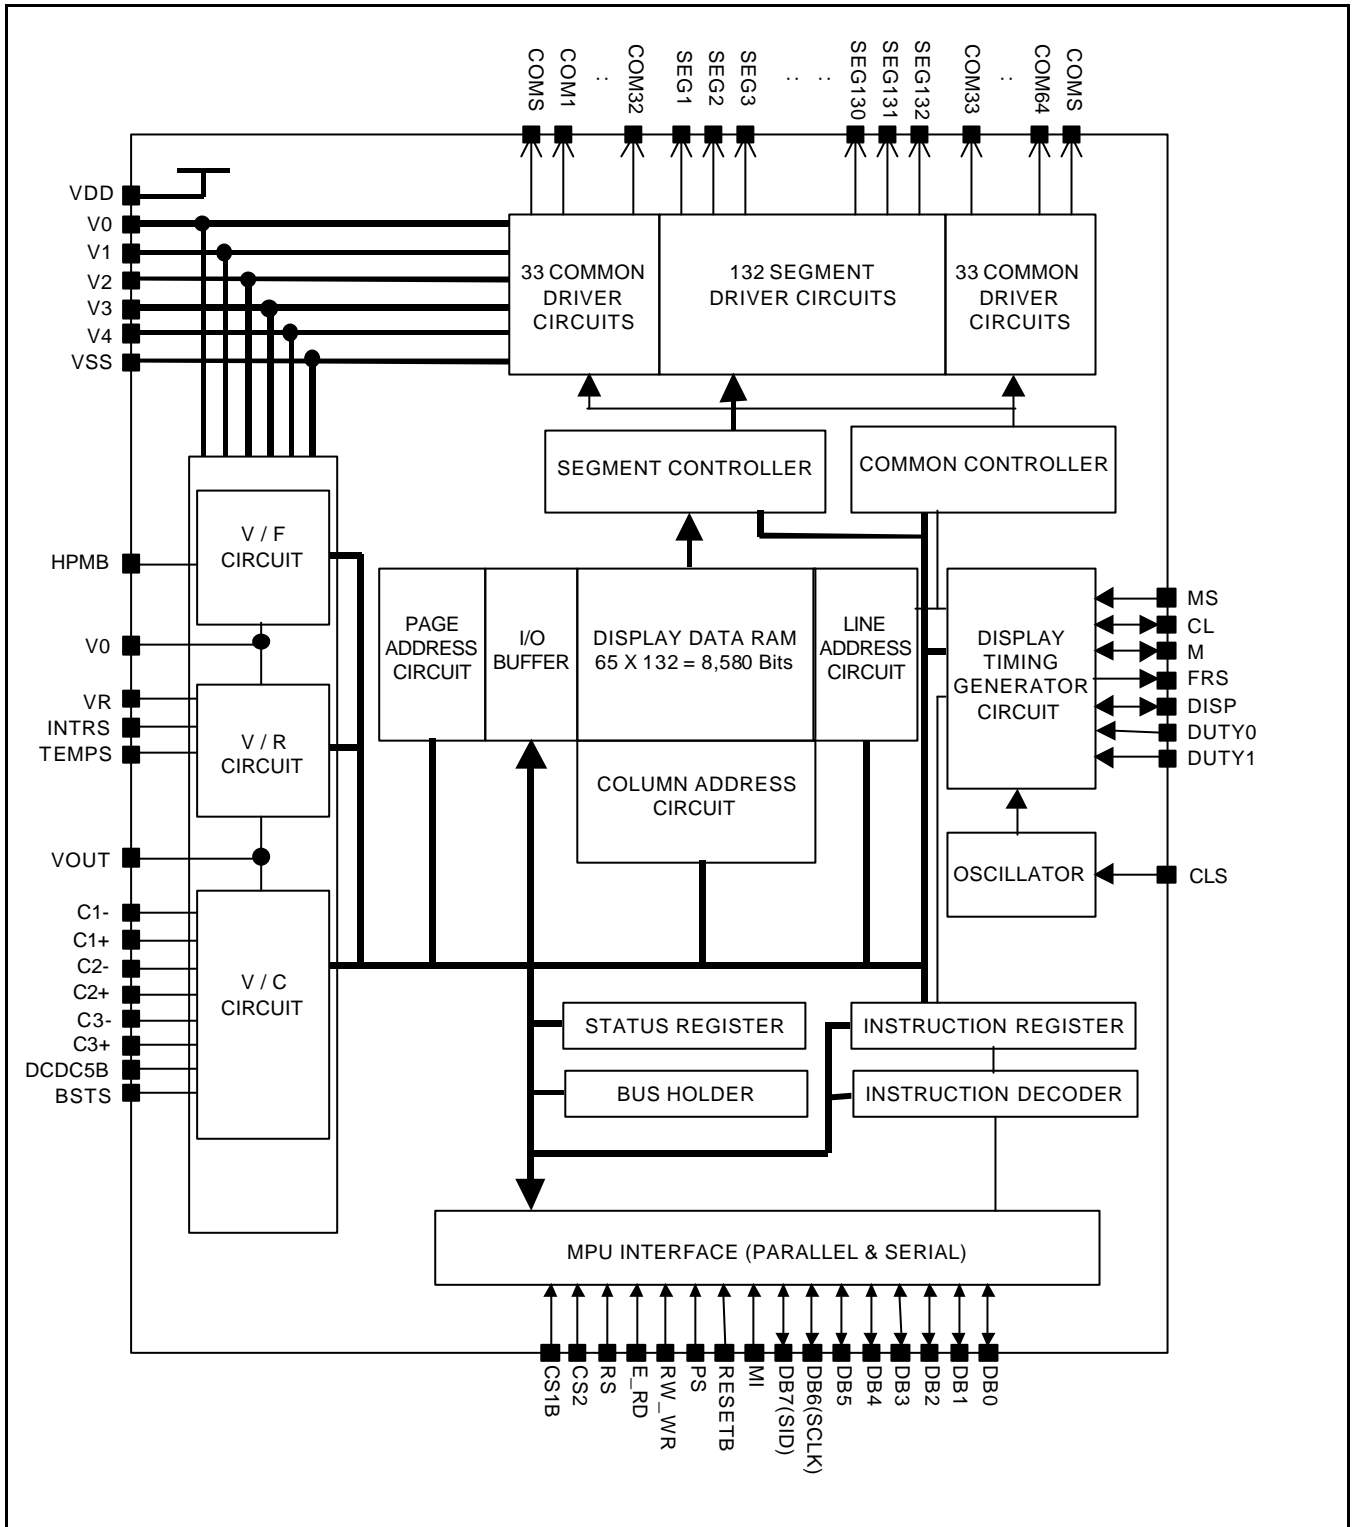 COMS
COM1
..
COM32
SEG1
SEG2
SEG3
..
..
SEG130
SEG131
SEG132
COM33
..
COM64
COMS
VDD
V0
V1
V2
V3
V4
VSS
33 COMMON
DRIVER
CIRCUITS
132 SEGMENT
DRIVER CIRCUITS
33 COMMON
DRIVER
CIRCUITS
SEGMENT CONTROLLER
COMMON CONTROLLER
HPMB
V0
VR
INTRS
TEMPS
VOUT
C1-
C1+
C2-
C2+
C3-
C3+
DCDC5B
BSTS
V / F
CIRCUIT
V / R
CIRCUIT
V / C
CIRCUIT
PAGE
ADDRESS
CIRCUIT
I/O
BUFFER
DISPLAY DATA RAM
65 X 132 = 8,580 Bits
LINE
ADDRESS
CIRCUIT
COLUMN ADDRESS
CIRCUIT
DISPLAY
TIMING
GENERATOR
CIRCUIT
OSCILLATOR
MS
CL
M
FRS
DISP
DUTY0
DUTY1
CLS
STATUS REGISTER
INSTRUCTION REGISTER
BUS HOLDER
INSTRUCTION DECODER
MPU INTERFACE (PARALLEL & SERIAL)
CS1B
CS2
RS
E_RD
RW_WR
PS
RESETB
MI
DB7(SID)
DB6(SCLK)
DB5
DB4
DB3
DB2
DB1
DB0